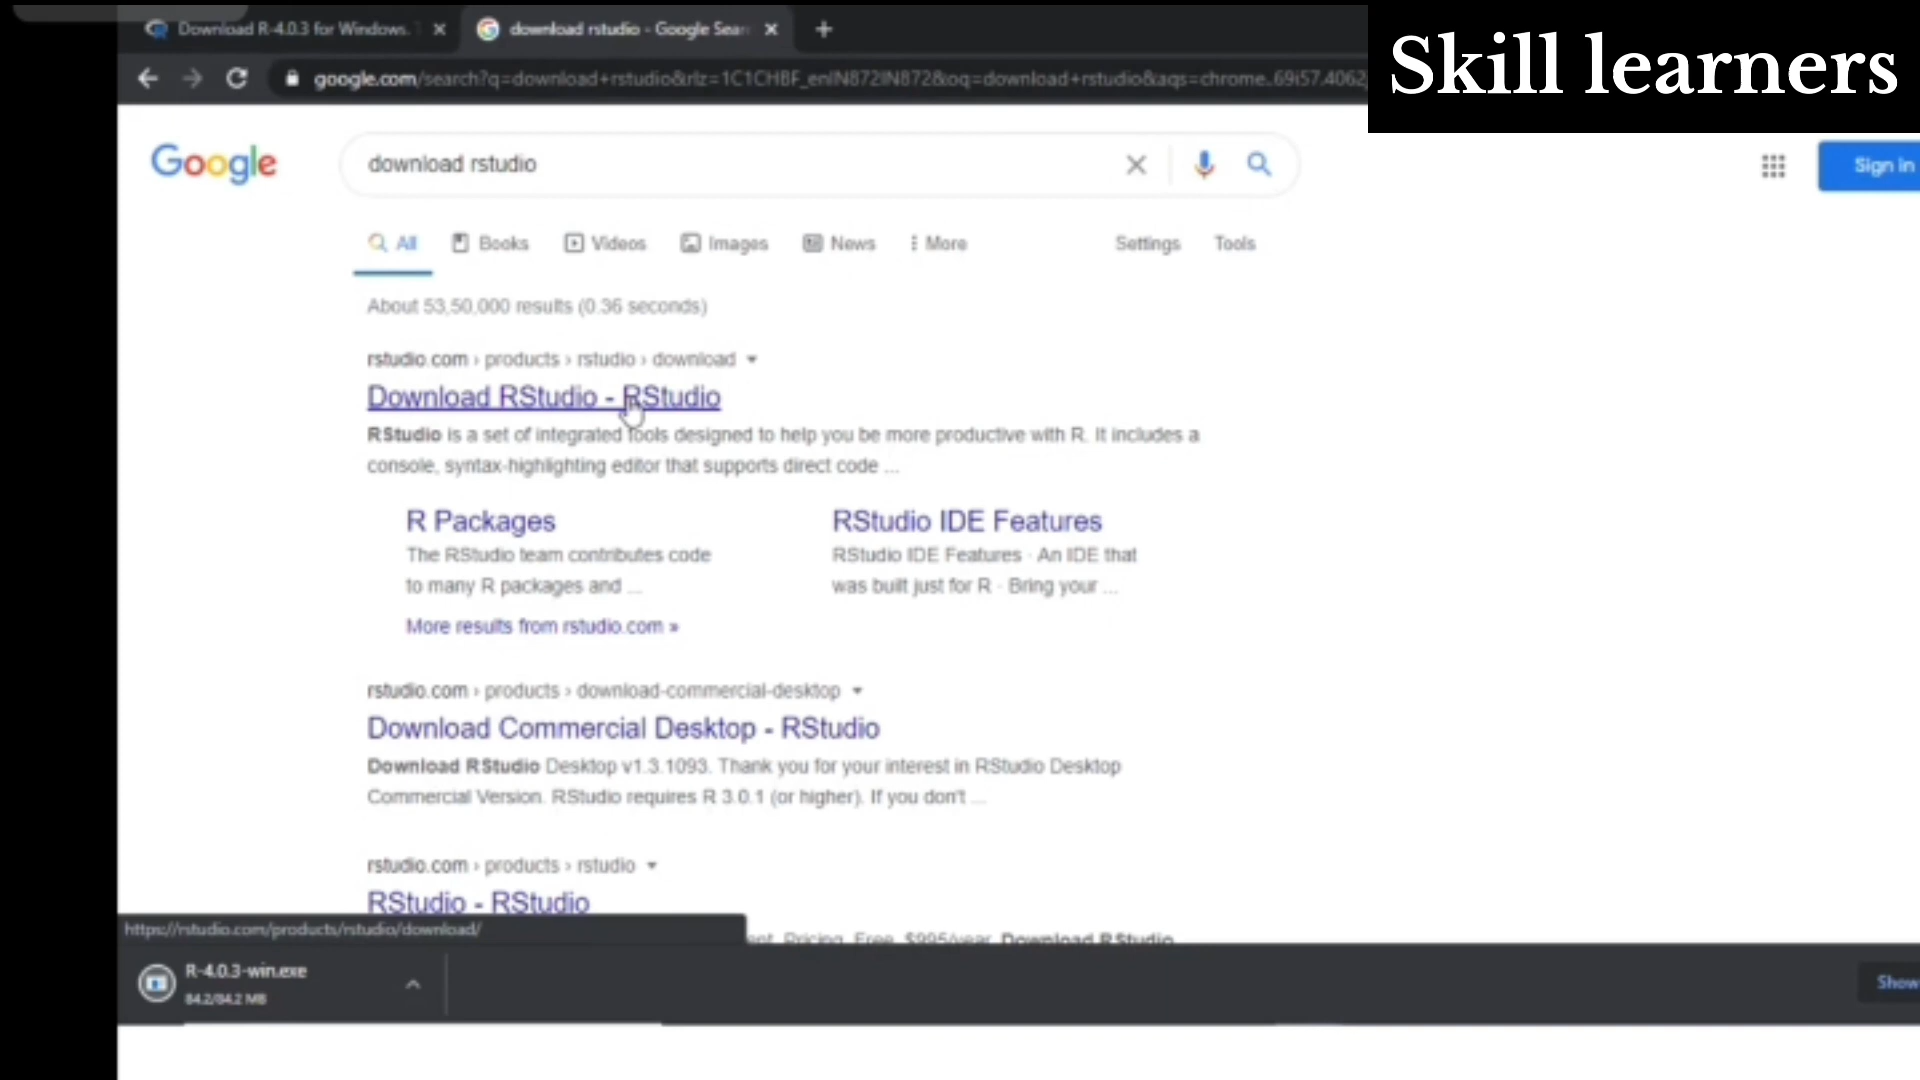 Download R-4.0.3 for Windows.
download rstudio - Google Sear
Skill learners
google.com/search?q=download+rstudio&rlz=1C1CHBF_enIN872IN872&oq=download+rstudio&aqs=chrome..69i57.4062
Google
download rstudio
Sign in
All
Books
Videos
Images
News
More
Settings
Tools
About 53,50,000 results (0.36 seconds)
rstudio.com › products › rstudio › download
Download RStudio - RStudio
RStudio is a set of integrated tools designed to help you be more productive with R. It includes a
console, syntax-highlighting editor that supports direct code ...
R Packages
The RStudio team contributes code
to many R packages and ...
RStudio IDE Features
RStudio IDE Features · An IDE that
was built just for R · Bring your ...
More results from rstudio.com »
rstudio.com › products › download-commercial-desktop
Download Commercial Desktop - RStudio
Download RStudio Desktop v1.3.1093. Thank you for your interest in RStudio Desktop
Commercial Version. RStudio requires R 3.0.1 (or higher). If you don't ...
rstudio.com › products › rstudio
RStudio - RStudio
Pricing, Free, $995/year, Download RStudio
https://rstudio.com/products/rstudio/download/
R-4.0.3-win.exe
84.2/84.2 MB
Show